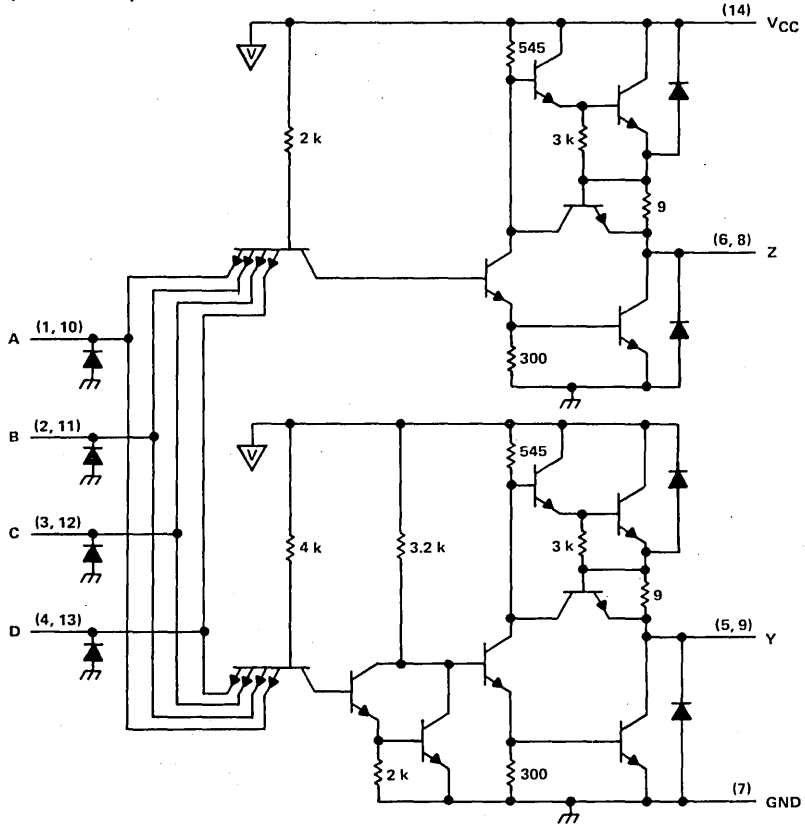 (14) VCC
V
545
2 k
3 k
9
(6, 8) Z
A (1, 10)
300
B (2, 11)
V
545
C (3, 12)
4 k
3.2 k
3 k
9
D (4, 13)
(5, 9) Y
2 k
300
(7)
GND